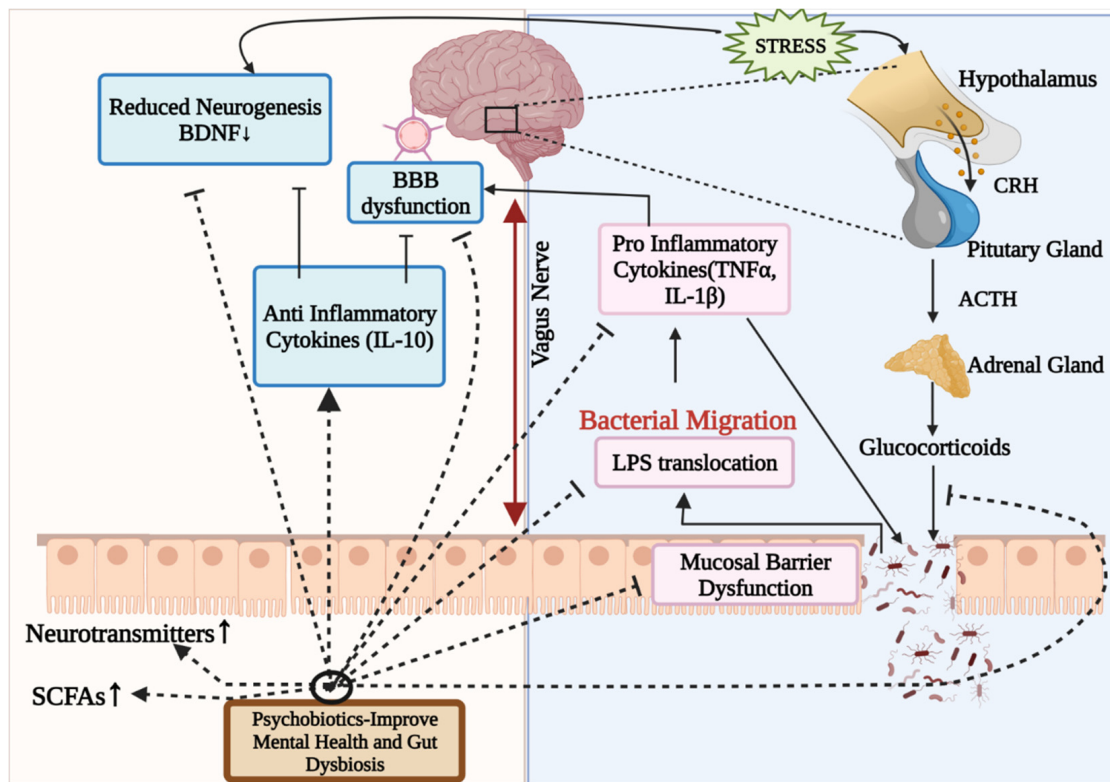 STRESS
Hypothalamus
Reduced Neurogenesis
BDNF↓
BBB
dysfunction
CRH
Pro Inflammatory
Cytokines(TNFα,
IL-1β)
Pitutary Gland
Vagus Nerve
Anti Inflammatory
Cytokines (IL-10)
ACTH
Adrenal Gland
Bacterial Migration
LPS translocation
Glucocorticoids
Mucosal Barrier
Dysfunction
Neurotransmitters↑
SCFAs↑
Psychobiotics-Improve
Mental Health and Gut
Dysbiosis